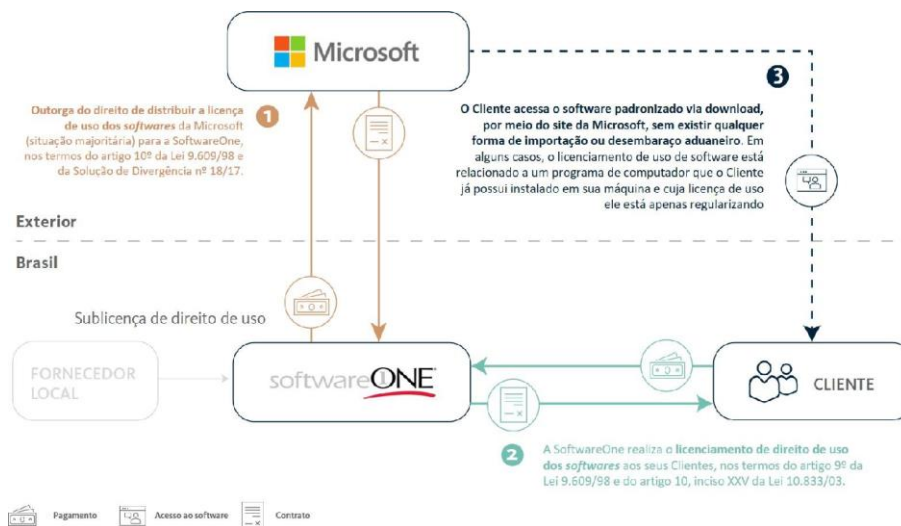 Microsoft
1
Outorga do direito de distribuir a licença
de uso dos softwares da Microsoft
(situação majoritária) para a SoftwareOne,
nos termos do artigo 10º da Lei 9.609/98 e
da Solução de Divergência nº 18/17.
3
O Cliente acessa o software padronizado via download,
por meio do site da Microsoft, sem existir qualquer
forma de importação ou desembaraço aduaneiro. Em
alguns casos, o licenciamento de uso de software está
relacionado a um programa de computador que o Cliente
já possui instalado em sua máquina e cuja licença de uso
ele está apenas regularizando
Exterior
Brasil
Sublicença de direito de uso
FORNECEDOR
LOCAL
softwareONE
CLIENTE
2
A SoftwareOne realiza o licenciamento de direito de uso
dos softwares aos seus Clientes, nos termos do artigo 9º da
Lei 9.609/98 e do artigo 10, inciso XXV da Lei 10.833/03.
Pagamento Acesso ao software Contrato